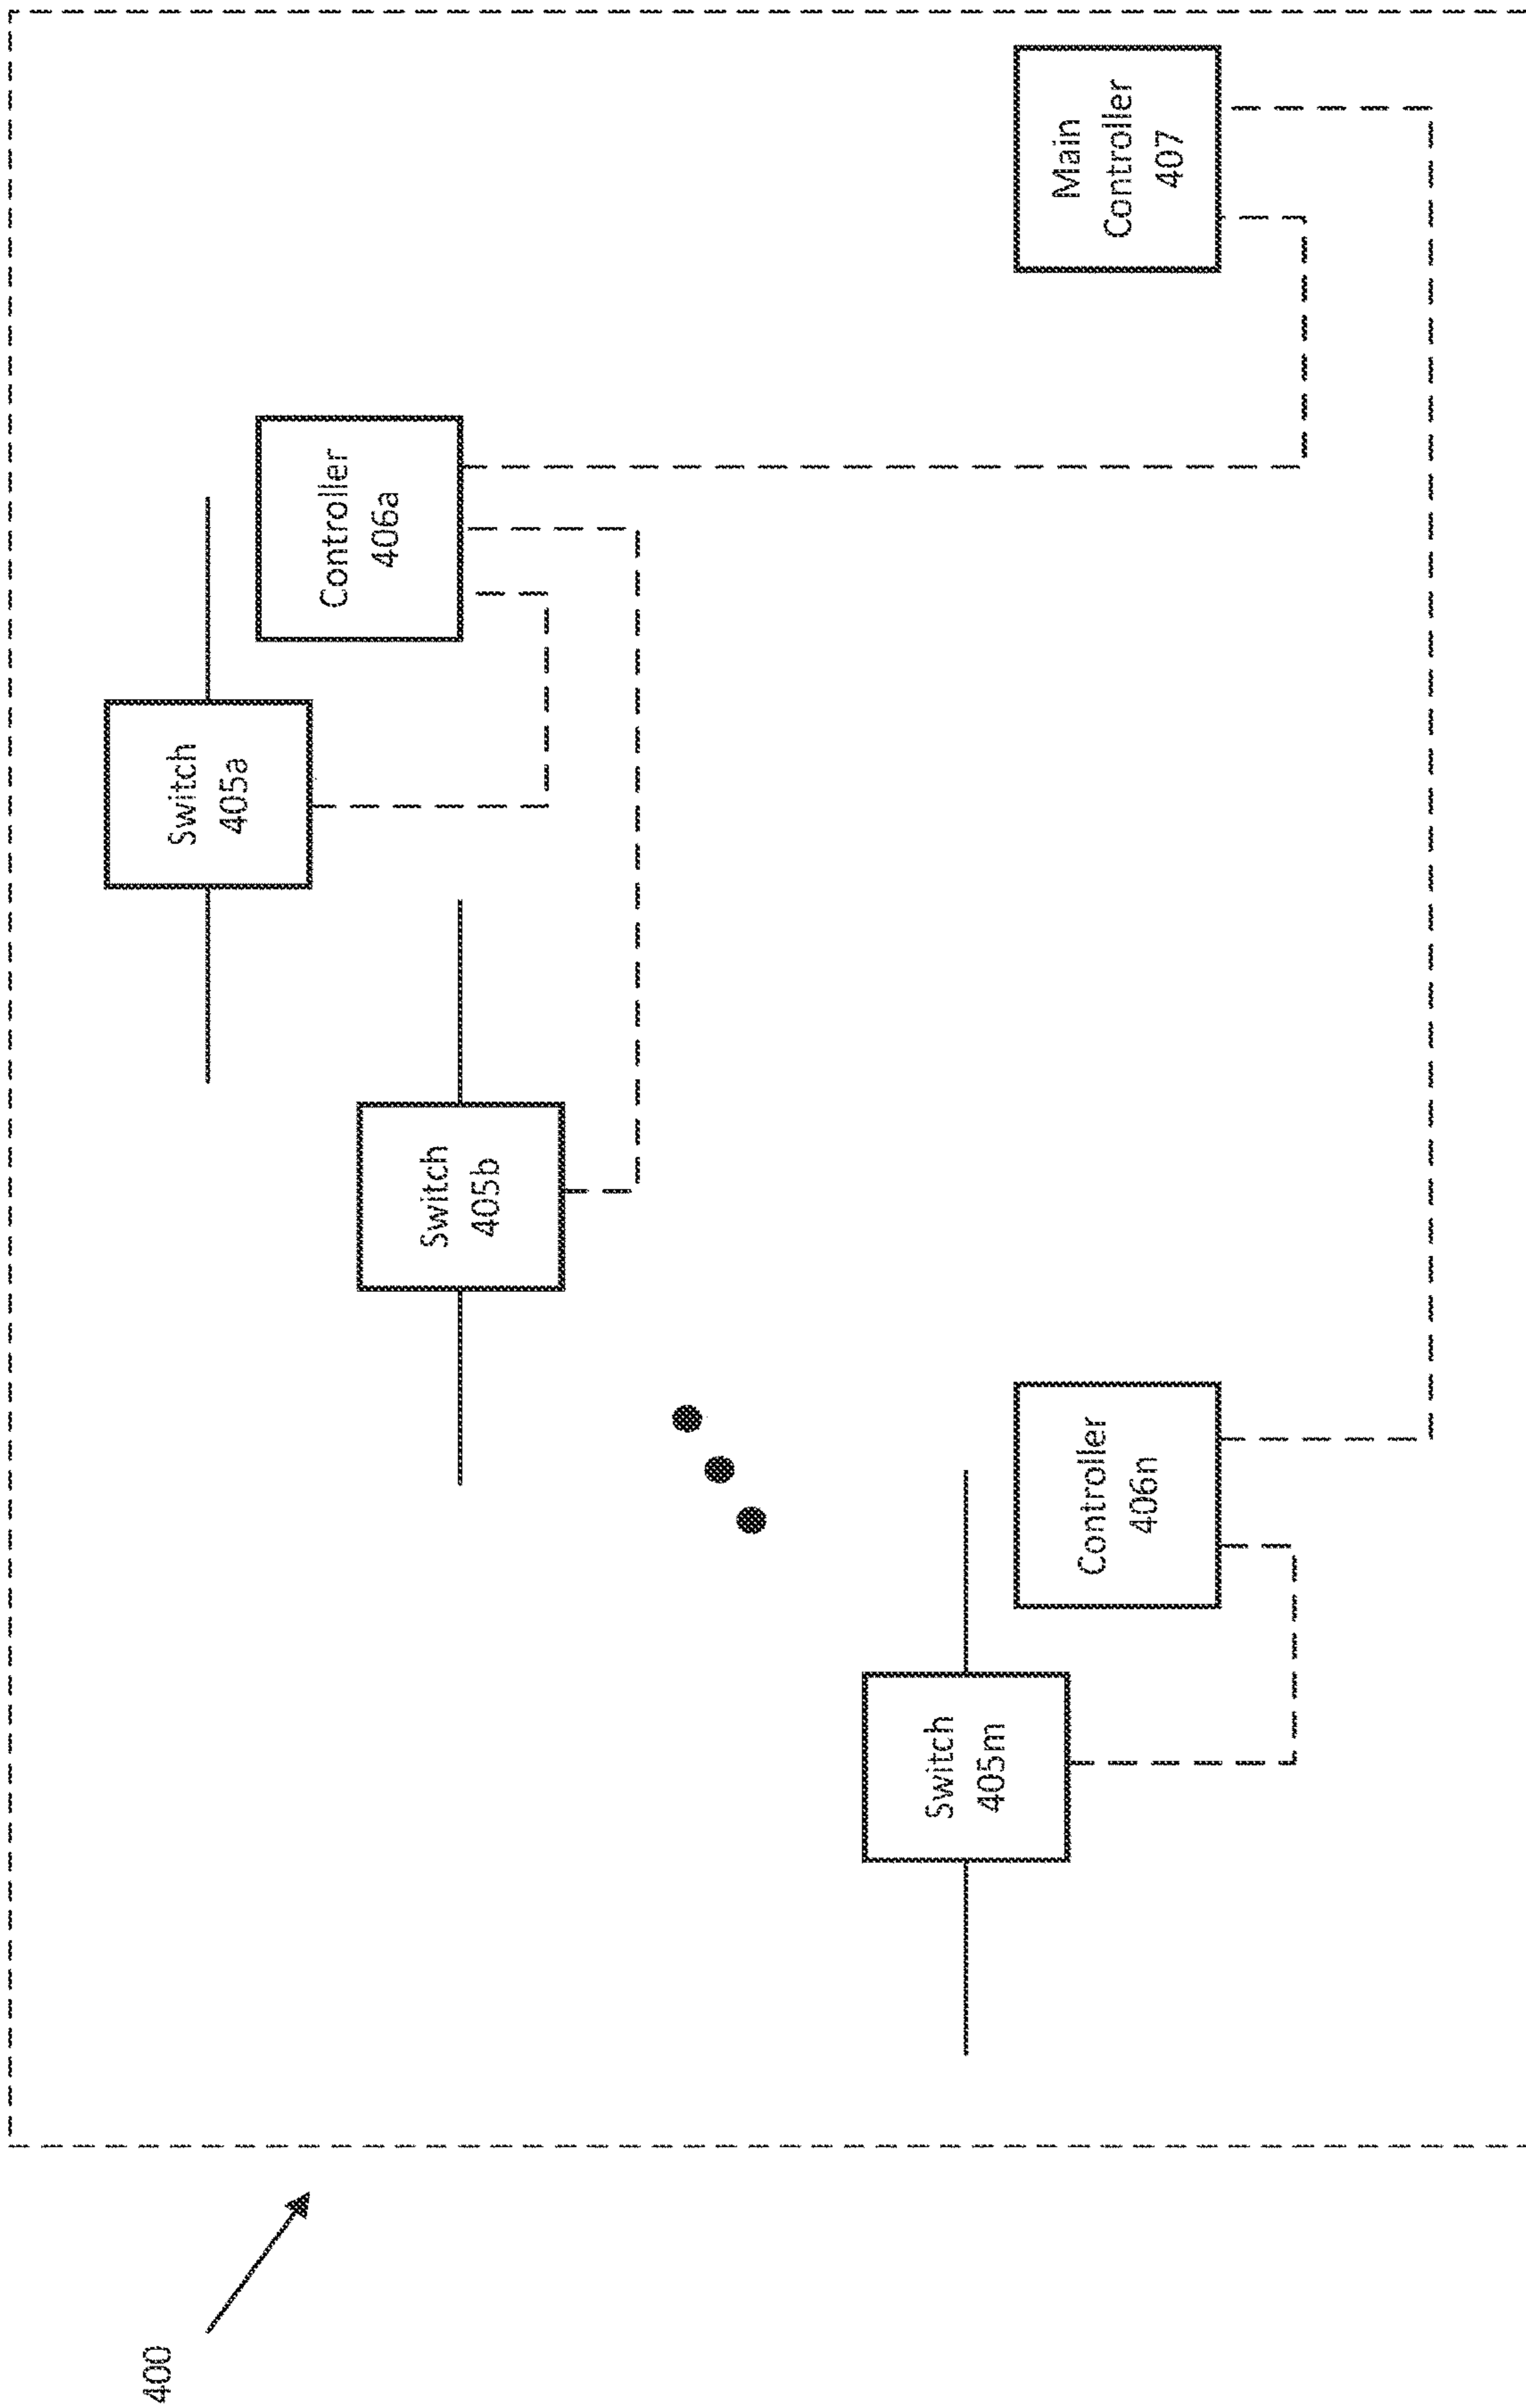 400
Switch
405a
Controller
406a
Switch
405b
Switch
405m
Controller
406n
Main
Controller
407